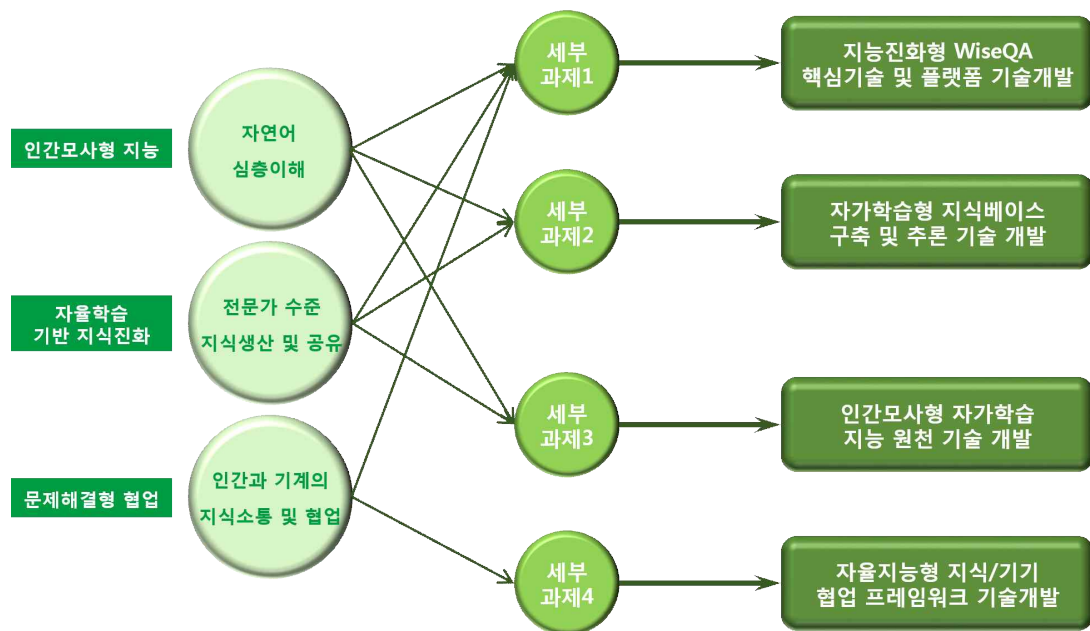 인간모사형 지능
자율학습
기반 지식진화
문제해결형 협업
자연어
심층이해
전문가 수준
지식생산 및 공유
인간과 기계의
지식소통 및 협업
세부
과제1
세부
과제2
세부
과제3
세부
과제4
지능진화형 WiseQA
핵심기술 및 플랫폼 기술개발
자가학습형 지식베이스
구축 및 추론 기술 개발
인간모사형 자가학습
지능 원천 기술 개발
자율지능형 지식/기기
협업 프레임워크 기술개발